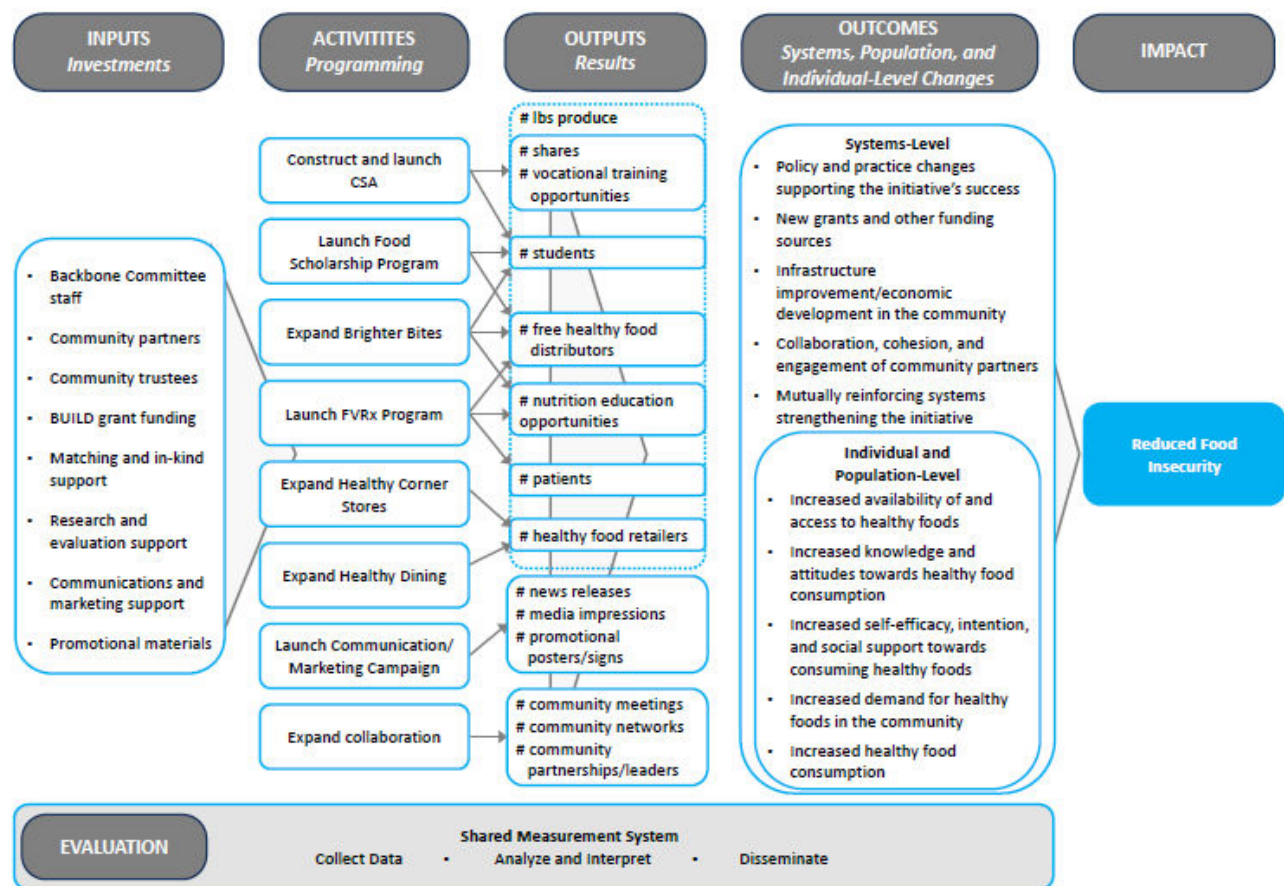 INPUTS
Investments
ACTIVITITES
Programming
OUTPUTS
Results
OUTCOMES
Systems, Population, and
Individual-Level Changes
IMPACT
• Backbone Committee
staff
• Community partners
• Community trustees
• BUILD grant funding
• Matching and in-kind
support
• Research and
evaluation support
• Communications and
marketing support
• Promotional materials
Construct and launch
CSA
Launch Food
Scholarship Program
Expand Brighter Bites
Launch FVRx Program
Expand Healthy Corner
Stores
Expand Healthy Dining
Launch Communication/
Marketing Campaign
Expand collaboration
# lbs produce
# shares
# vocational training
opportunities
# students
# free healthy food
distributors
# nutrition education
opportunities
# patients
# healthy food retailers
# news releases
# media impressions
# promotional
posters/signs
# community meetings
# community networks
# community
partnerships/leaders
Systems-Level
• Policy and practice changes
supporting the initiative's success
• New grants and other funding
sources
• Infrastructure
improvement/economic
development in the community
• Collaboration, cohesion, and
engagement of community partners
• Mutually reinforcing systems
strengthening the initiative
Individual and
Population-Level
• Increased availability of and
access to healthy foods
• Increased knowledge and
attitudes towards healthy food
consumption
• Increased self-efficacy, intention,
and social support towards
consuming healthy foods
• Increased demand for healthy
foods in the community
• Increased healthy food
consumption
Reduced Food
Insecurity
EVALUATION
Shared Measurement System
Collect Data • Analyze and Interpret • Disseminate